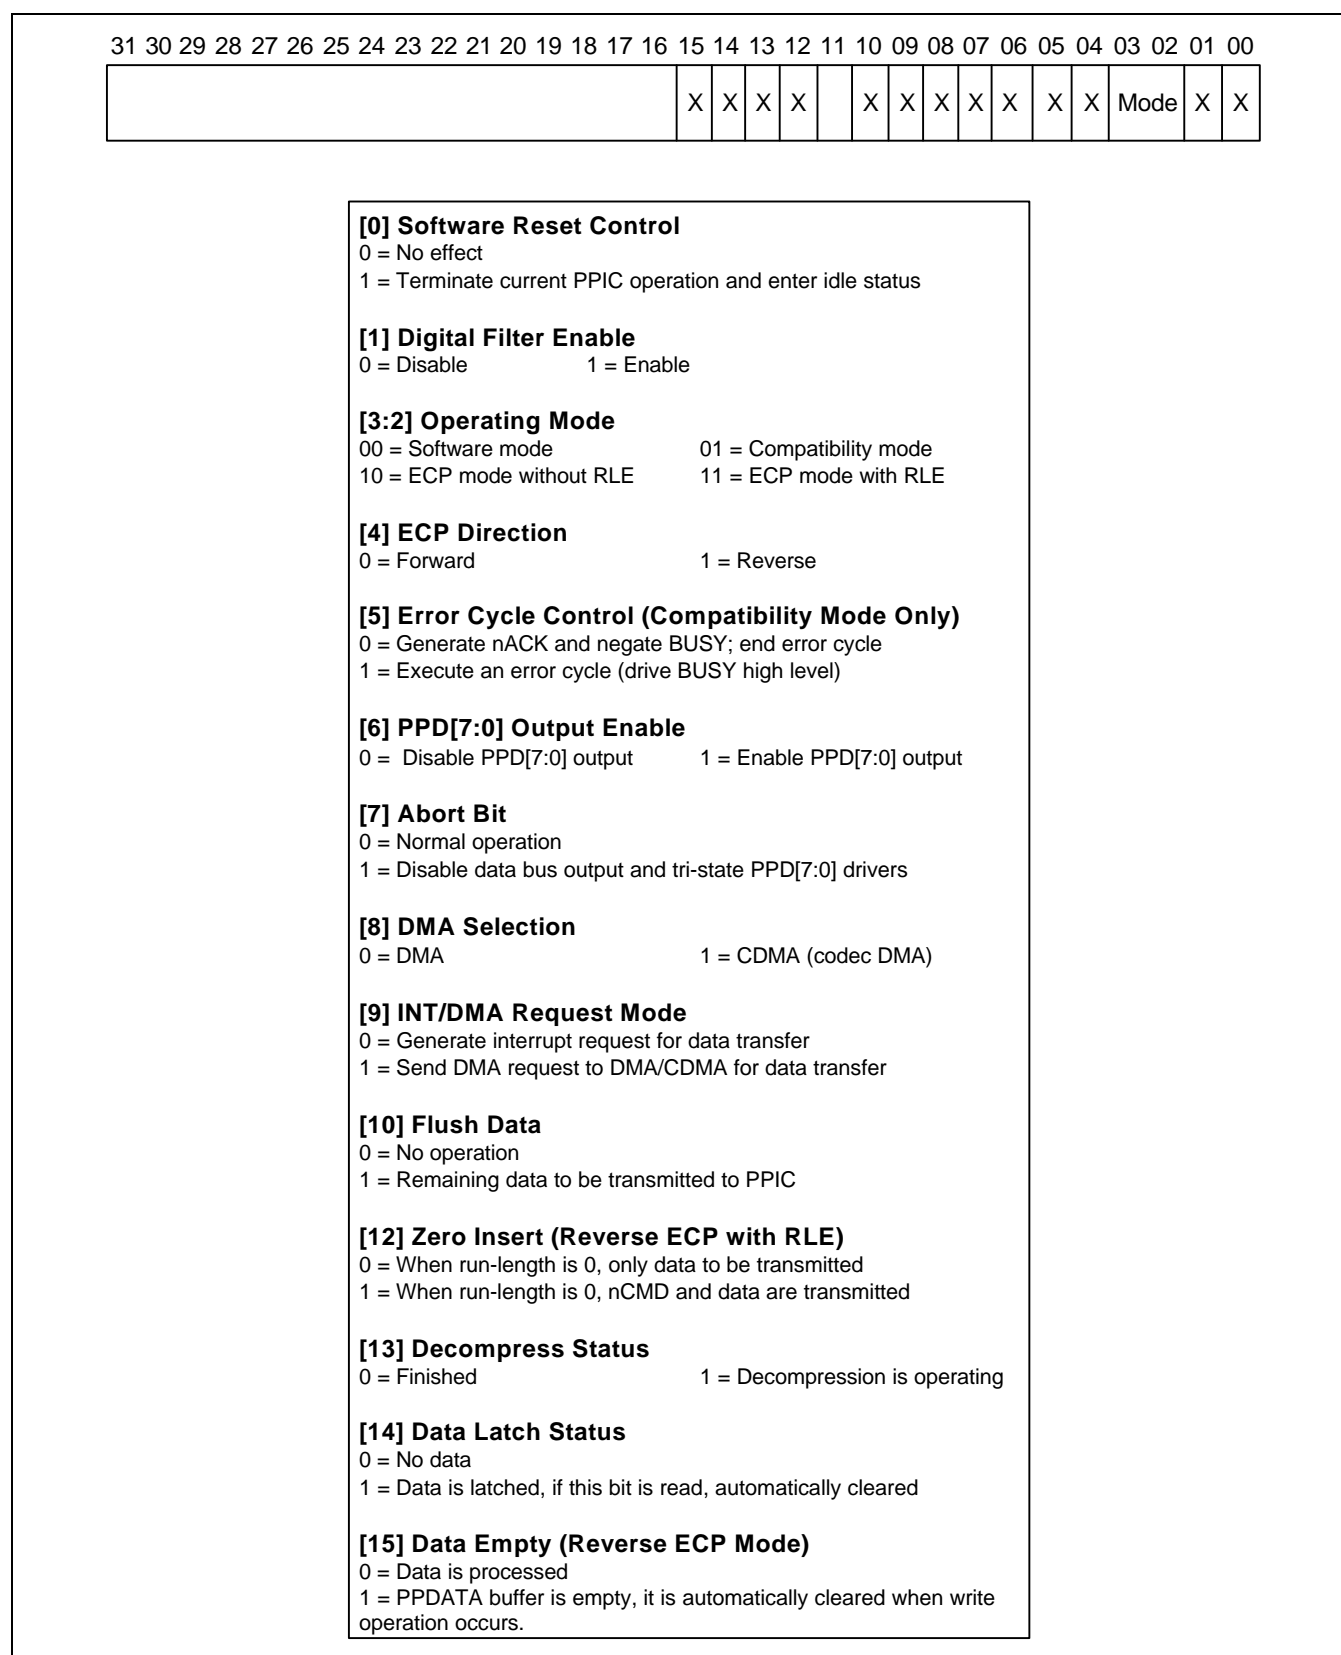 31 30 29 28 27 26 25 24 23 22 21 20 19 18 17 16 15 14 13 12 11 10 09 08 07 06 05 04 03 02 01 00
X X X X X X X X X X X Mode X X
[0] Software Reset Control
0 = No effect
1 = Terminate current PPIC operation and enter idle status
[1] Digital Filter Enable
0 = Disable 1 = Enable
[3:2] Operating Mode
00 = Software mode 01 = Compatibility mode
10 = ECP mode without RLE 11 = ECP mode with RLE
[4] ECP Direction
0 = Forward 1 = Reverse
[5] Error Cycle Control (Compatibility Mode Only)
0 = Generate nACK and negate BUSY; end error cycle
1 = Execute an error cycle (drive BUSY high level)
[6] PPD[7:0] Output Enable
0 = Disable PPD[7:0] output 1 = Enable PPD[7:0] output
[7] Abort Bit
0 = Normal operation
1 = Disable data bus output and tri-state PPD[7:0] drivers
[8] DMA Selection
0 = DMA 1 = CDMA (codec DMA)
[9] INT/DMA Request Mode
0 = Generate interrupt request for data transfer
1 = Send DMA request to DMA/CDMA for data transfer
[10] Flush Data
0 = No operation
1 = Remaining data to be transmitted to PPIC
[12] Zero Insert (Reverse ECP with RLE)
0 = When run-length is 0, only data to be transmitted
1 = When run-length is 0, nCMD and data are transmitted
[13] Decompress Status
0 = Finished 1 = Decompression is operating
[14] Data Latch Status
0 = No data
1 = Data is latched, if this bit is read, automatically cleared
[15] Data Empty (Reverse ECP Mode)
0 = Data is processed
1 = PPDATA buffer is empty, it is automatically cleared when write
operation occurs.